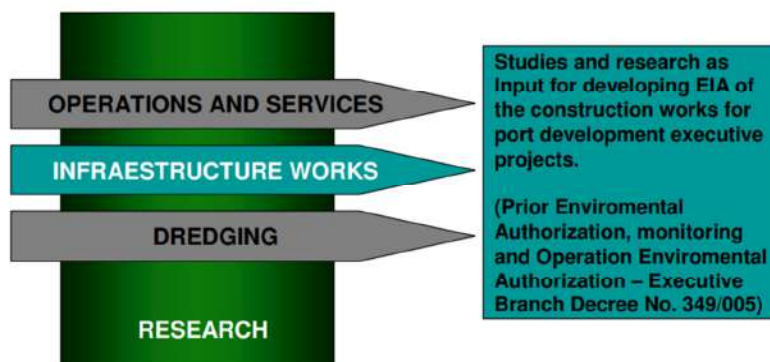 OPERATIONS AND SERVICES
INFRAESTRUCTURE WORKS
DREDGING
RESEARCH
Studies and research as
Input for developing EIA of
the construction works for
port development executive
projects.
(Prior Enviromental
Authorization, monitoring
and Operation Enviromental
Authorization – Executive
Branch Decree No. 349/005)